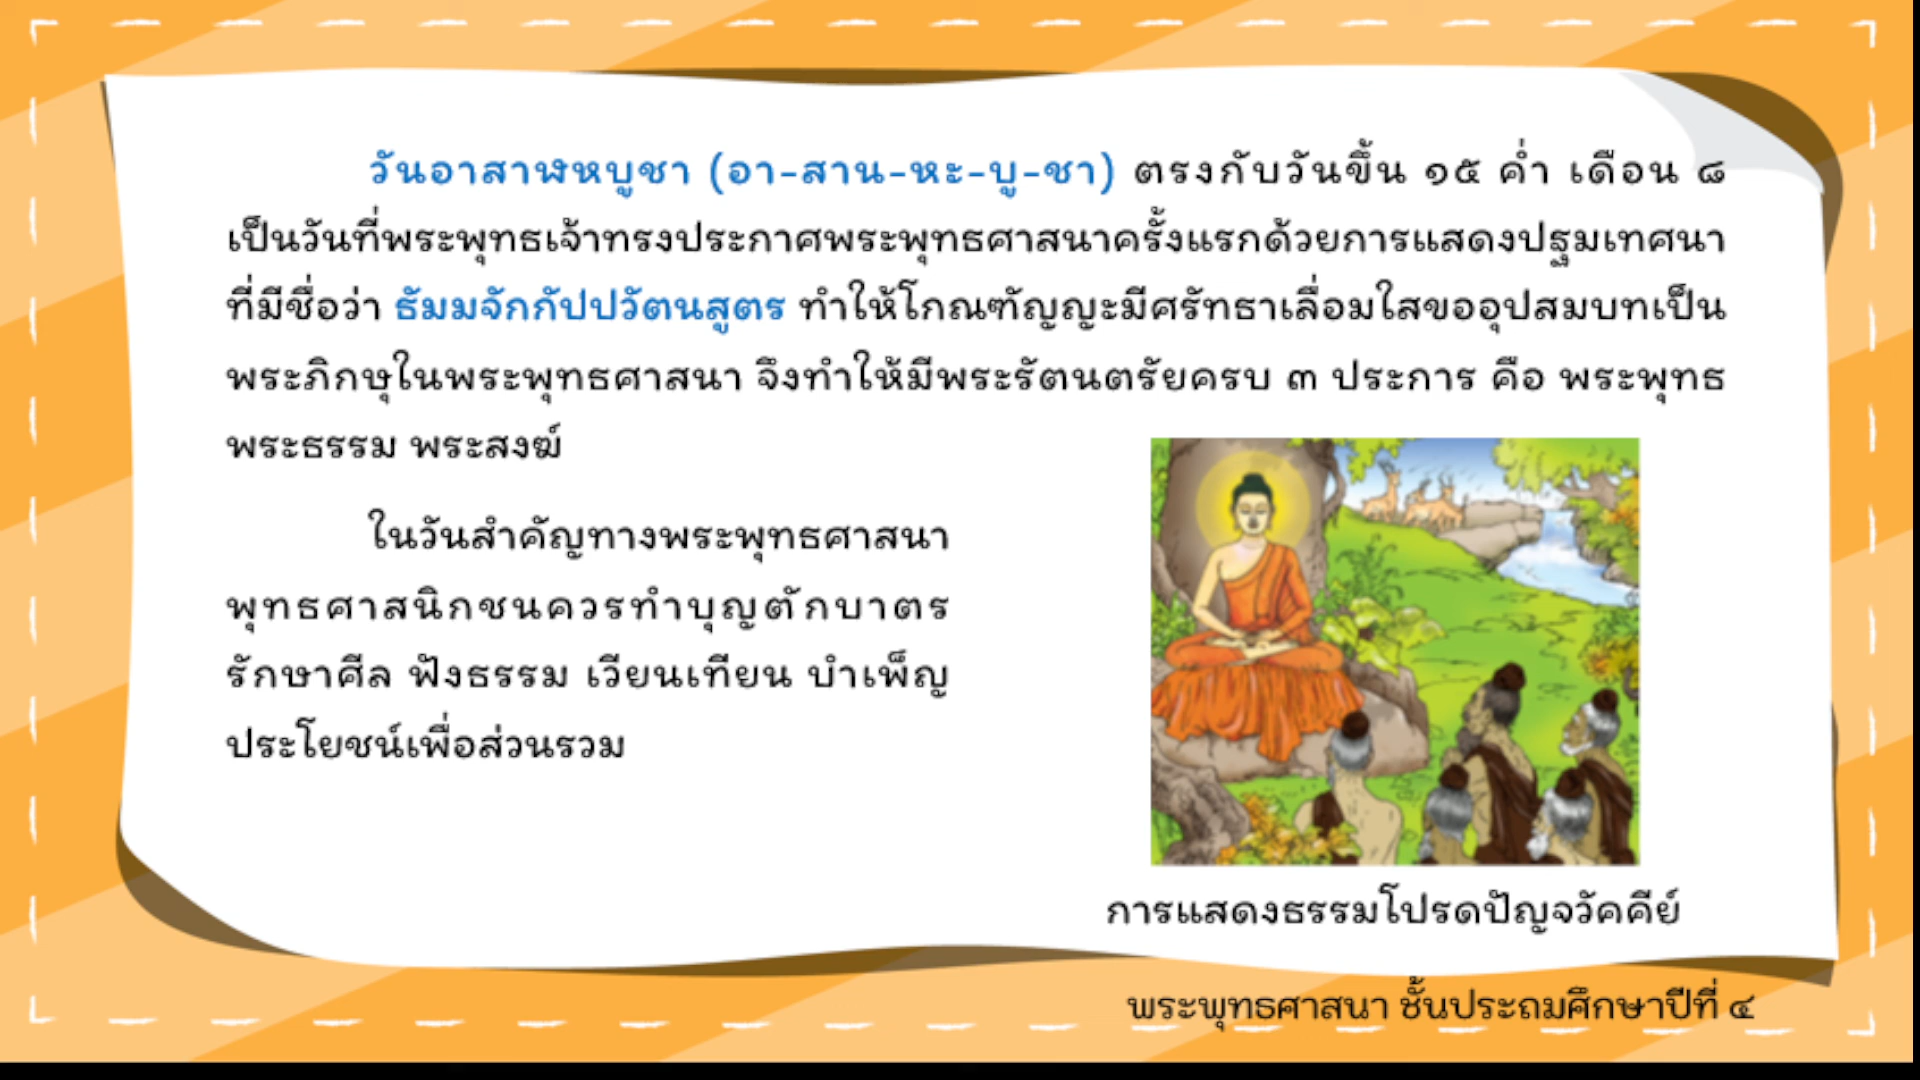 วันอาสาฬหบูชา (อา-สาน-หะ-บู-ชา) ตรงกับวันขึ้น ๑๕ ค่ำ เดือน ๘
เป็นวันที่พระพุทธเจ้าทรงประกาศพระพุทธศาสนาครั้งแรกด้วยการแสดงปฐมเทศนา
ที่มีชื่อว่า ธัมมจักกัปปวัตนสูตร ทำให้โกณฑัญญะมีศรัทธาเลื่อมใสขออุปสมบทเป็น
พระภิกษุในพระพุทธศาสนา จึงทำให้มีพระรัตนตรัยครบ ๓ ประการ คือ พระพุทธ
พระธรรม พระสงฆ์
ในวันสำคัญทางพระพุทธศาสนา
พุทธศาสนิกชนควรทำบุญตักบาตร
รักษาศีล ฟังธรรม เวียนเทียน บำเพ็ญ
ประโยชน์เพื่อส่วนรวม
การแสดงธรรมโปรดปัญจวัคคีย์
พระพุทธศาสนา ชั้นประถมศึกษาปีที่ ๔